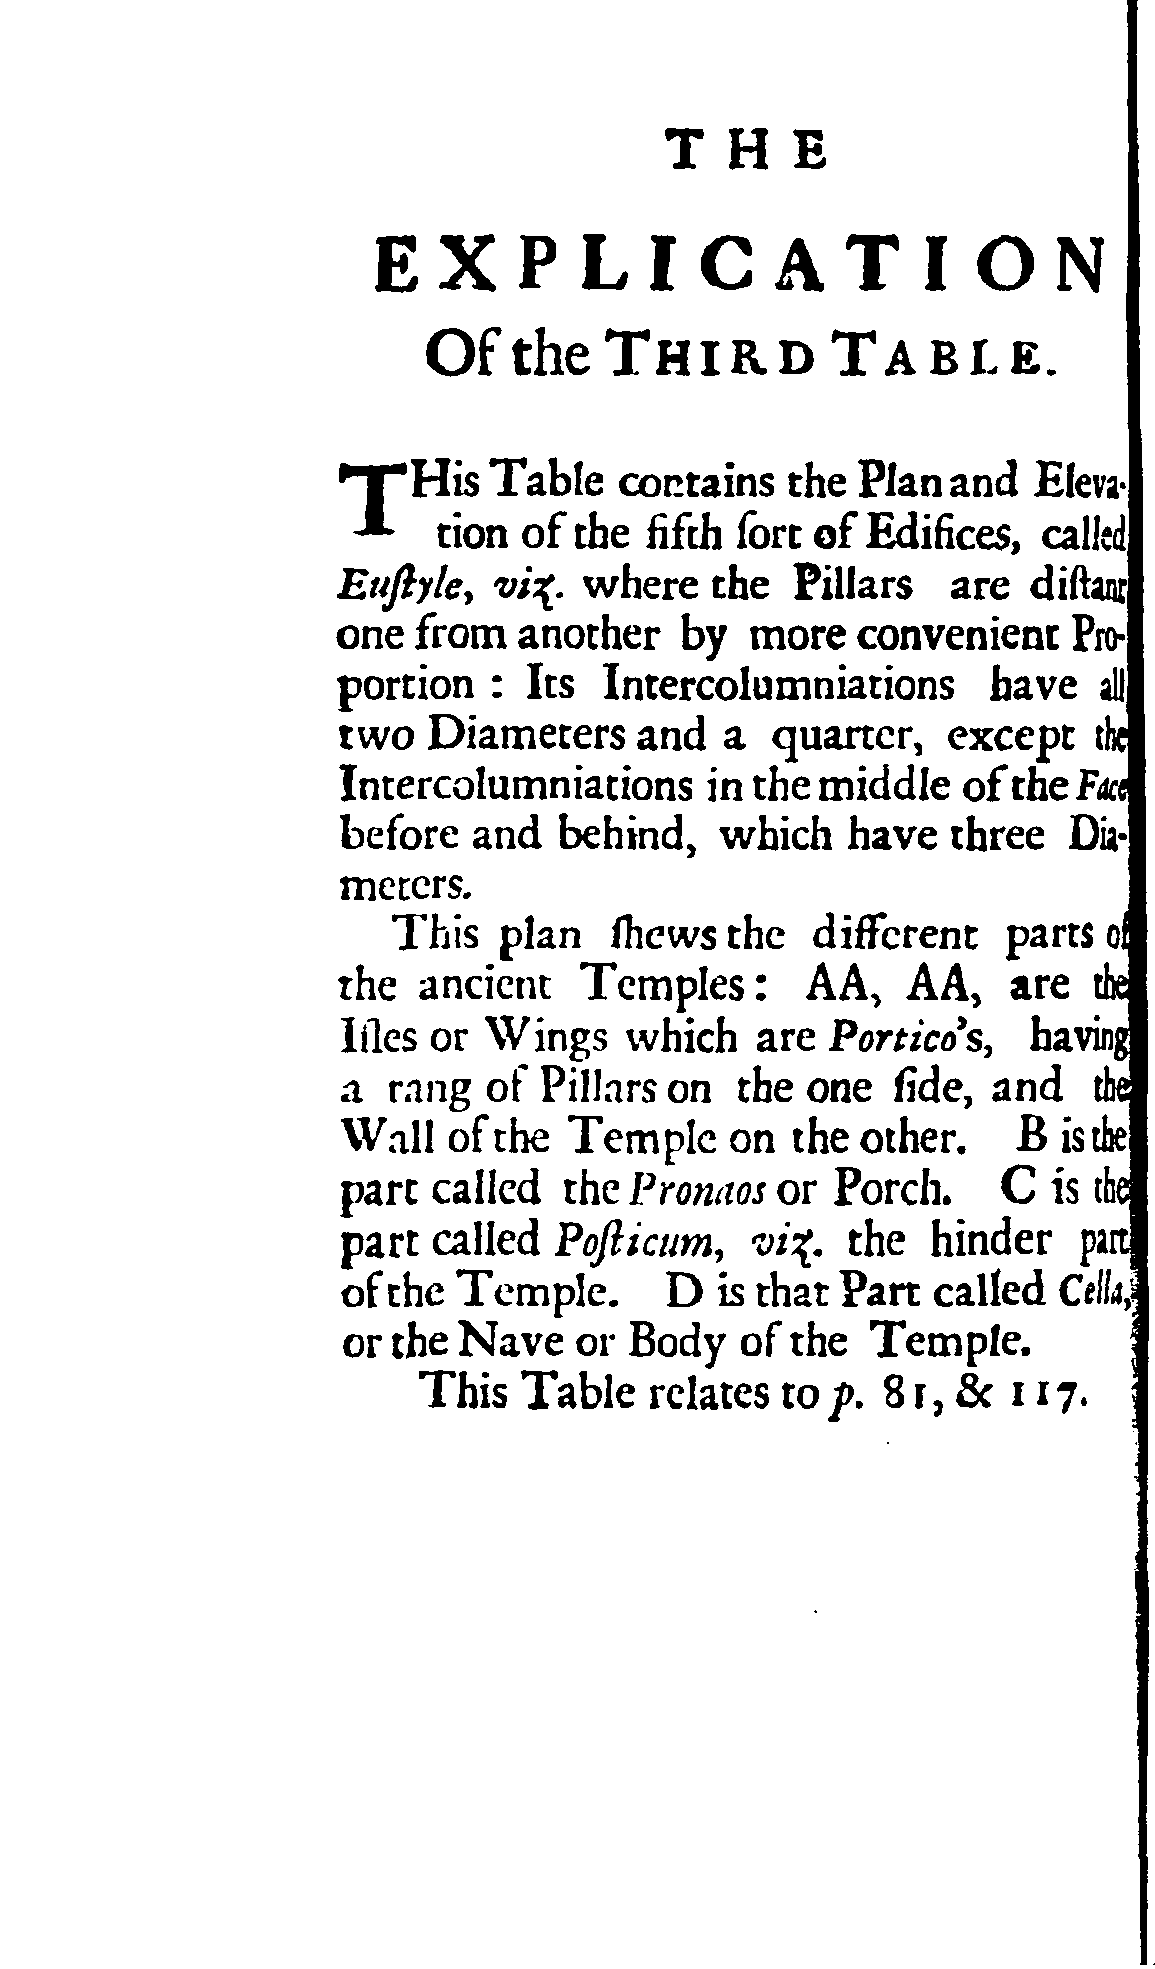 THE
EXPLICATION
Of the THIRD TABLE.
THis Table contains the Plan and Eleva-
tion of the fifth ſort of Edifices, called
Euſtyle, viz. where the Pillars are diſtant
one from another by more convenient Pro-
portion : Its Intercolumniations have all
two Diameters and a quarter, except the
Intercolumniations in the middle of the Face
before and behind, which have three Dia-
meters.
This plan ſhews the different parts of
the ancient Temples : AA, AA, are the
Iſles or Wings which are Portico's, having
a rang of Pillars on the one ſide, and the
Wall of the Temple on the other. B is the
part called the Pronaos or Porch. C is the
part called Poſticum, viz. the hinder part
of the Temple. D is that Part called Cella,
or the Nave or Body of the Temple.
This Table relates to p. 81, & 117.